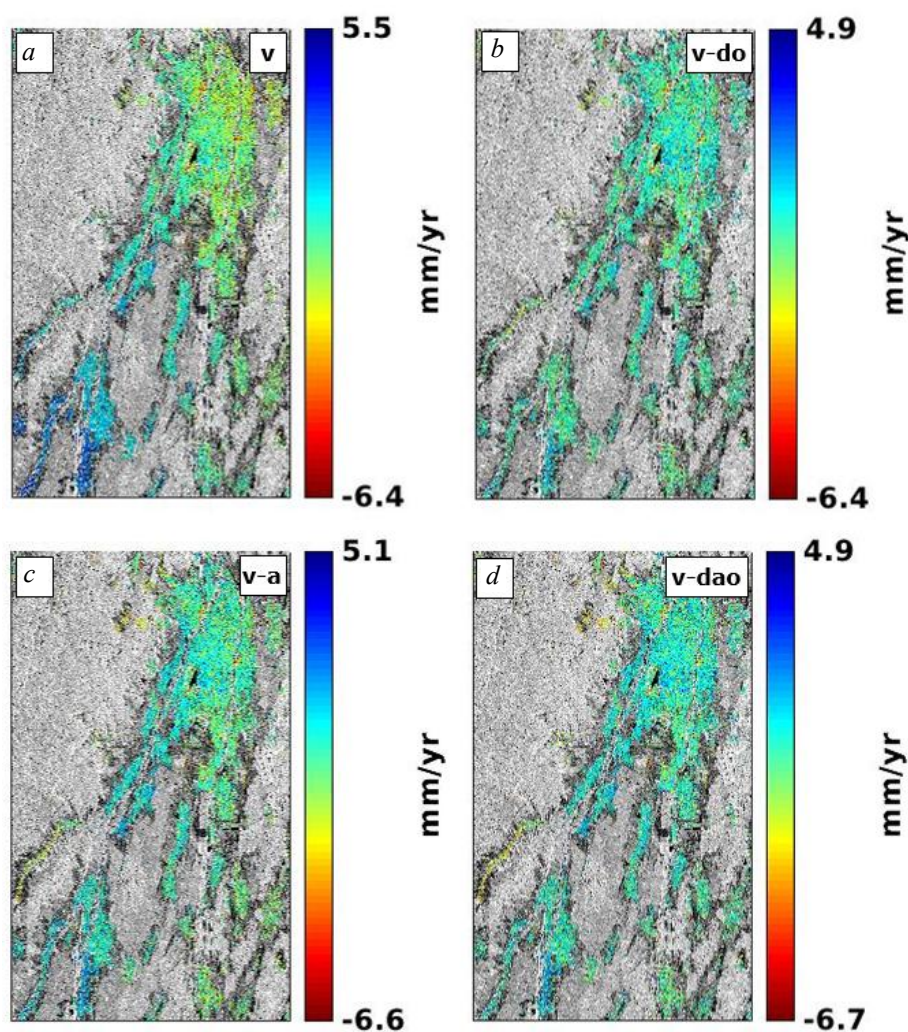 a
v
5.5
mm/yr
-6.4
b
v-do
4.9
mm/yr
-6.4
c
v-a
5.1
mm/yr
-6.6
d
v-dao
4.9
mm/yr
-6.7